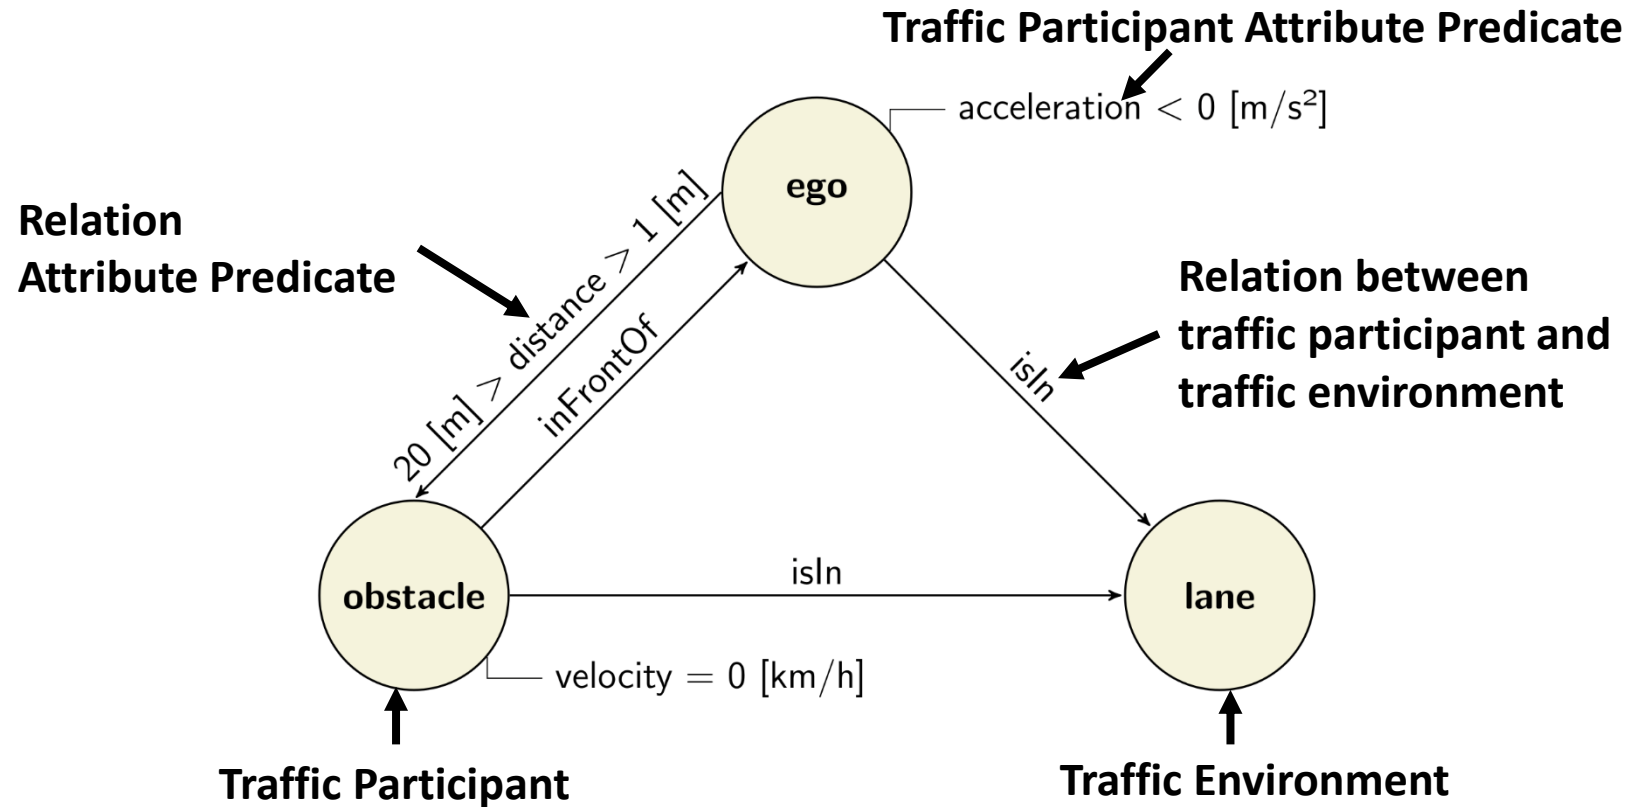 Traffic Participant Attribute Predicate
acceleration < 0 [m/s²]
ego
Relation
Attribute Predicate
20 [m] > distance > 1 [m]
inFrontOf
Relation between
traffic participant and
traffic environment
isIn
isIn
obstacle
lane
velocity = 0 [km/h]
Traffic Participant
Traffic Environment